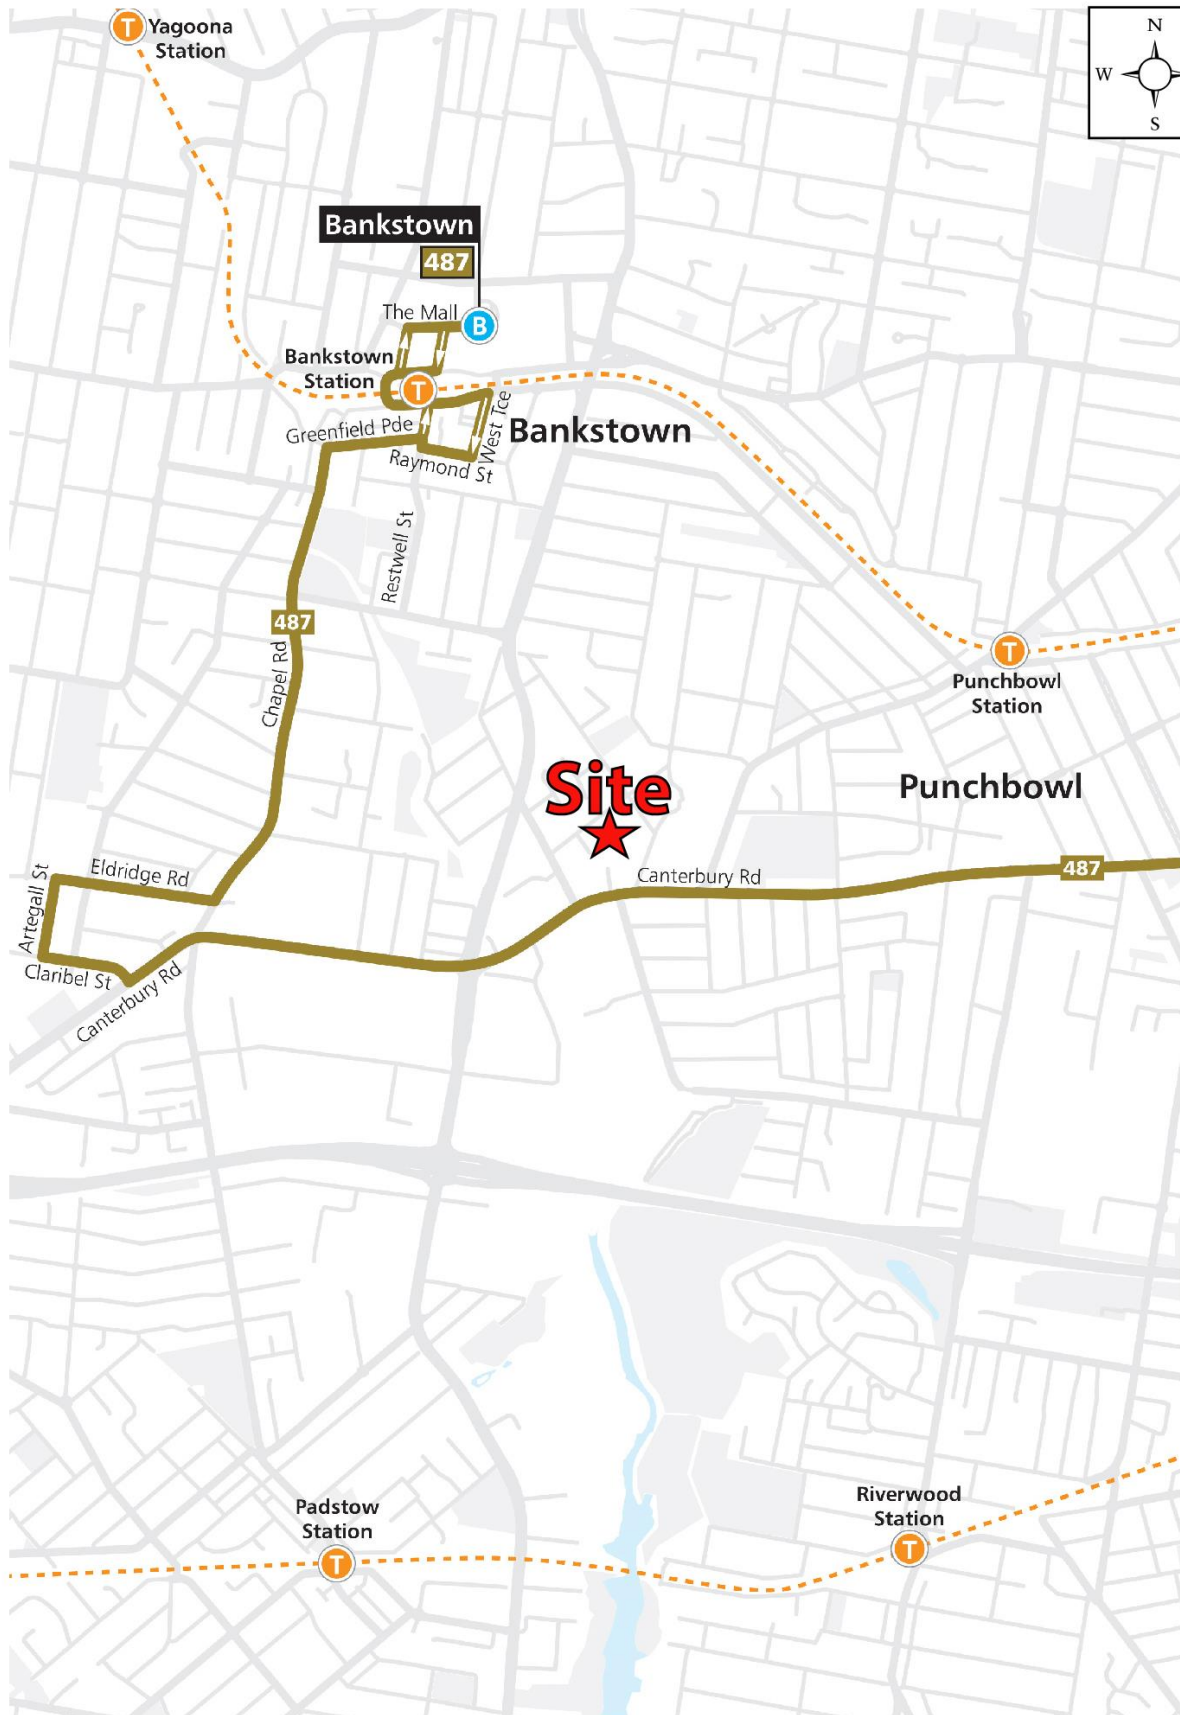 Yagoona
Station
N
W
S
Bankstown
487
The Mall
B
Bankstown
Station
T
T
West Tce
Greenfield Pde
Bankstown
Raymond St
Restwell St
487
Chapel Rd
T
Punchbowl
Station
Site
Punchbowl
Eldridge Rd
Canterbury Rd
487
Artegall St
Claribel St
Canterbury Rd
Padstow
Station
T
Riverwood
Station
T